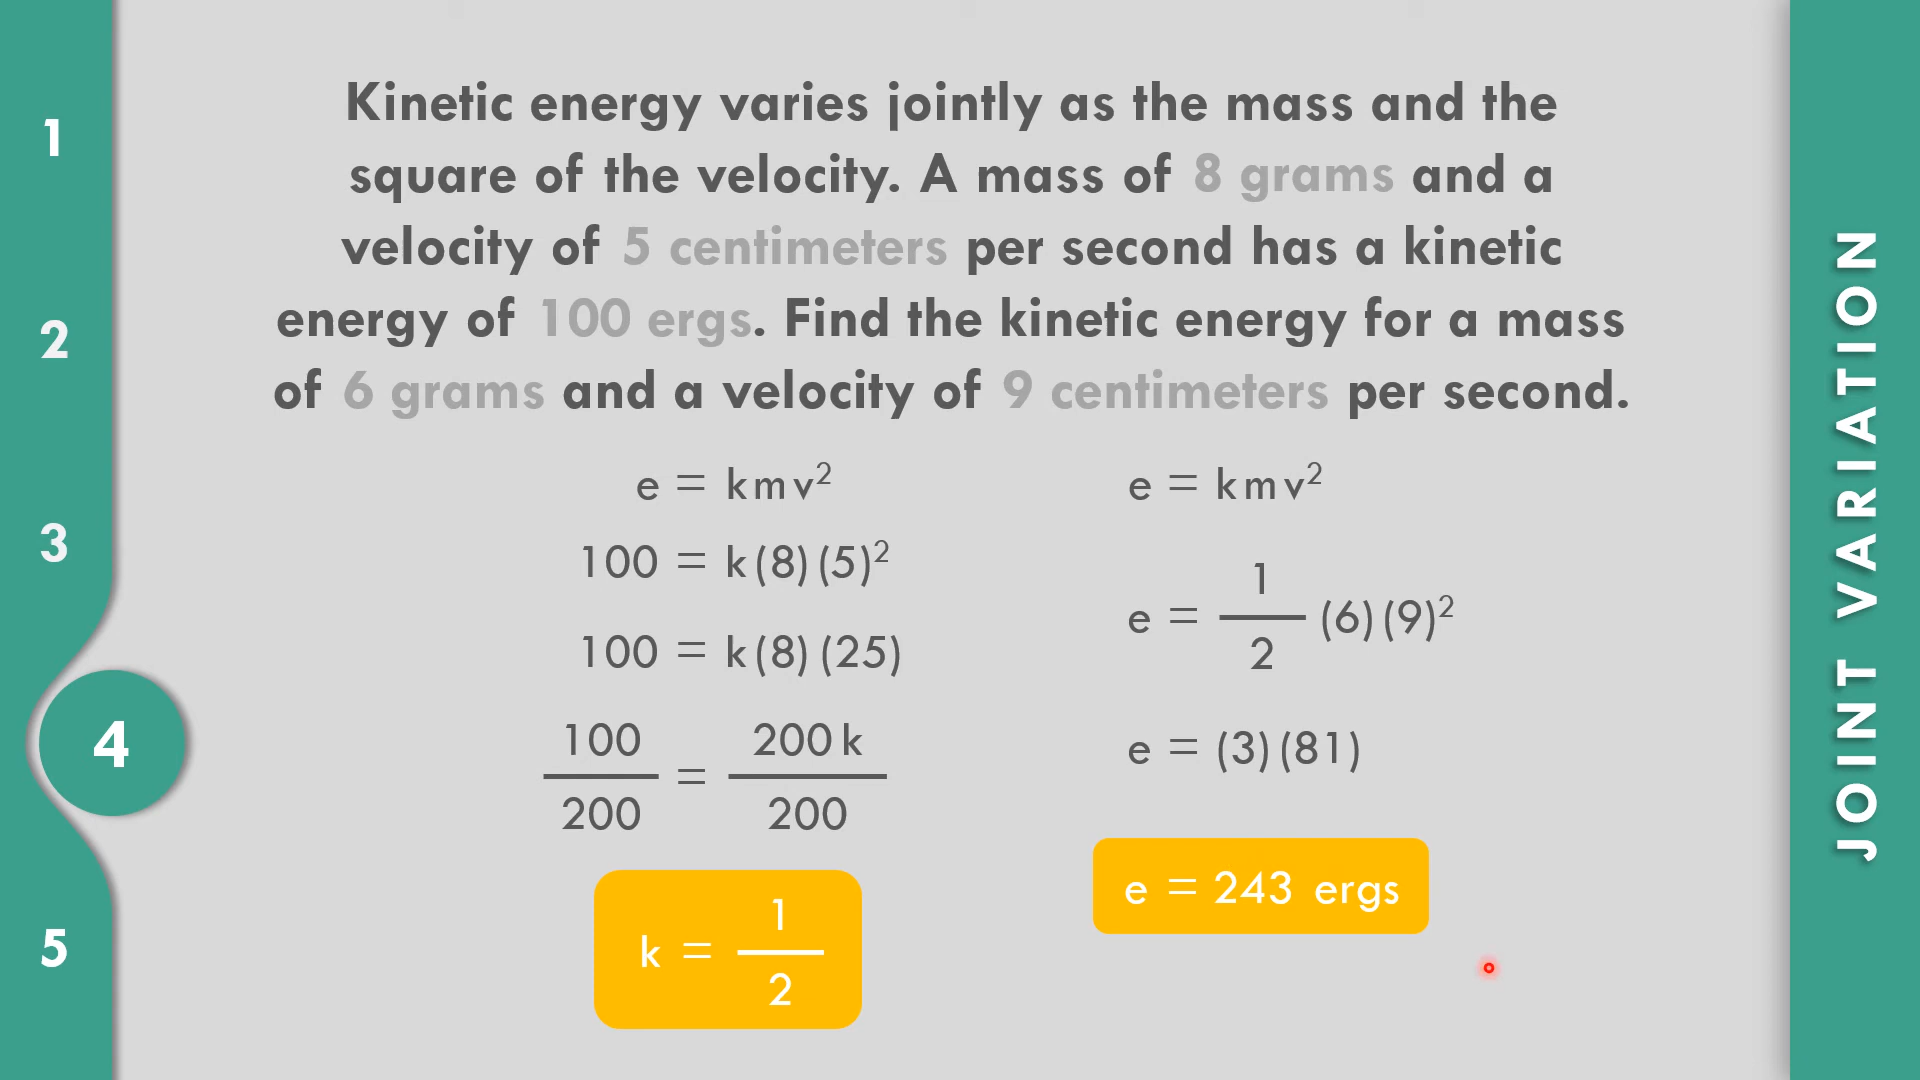 1
2
3
4
5
Kinetic energy varies jointly as the mass and the
square of the velocity. A mass of 8 grams and a
velocity of 5 centimeters per second has a kinetic
energy of 100 ergs. Find the kinetic energy for a mass
of 6 grams and a velocity of 9 centimeters per second.
e = kmv²
100 = k(8)(5)²
100 = k(8)(25)
100/200 = 200k/200
k = 1/2
e = kmv²
e = 1/2 (6)(9)²
e = (3)(81)
e = 243 ergs
JOINT VARIATION